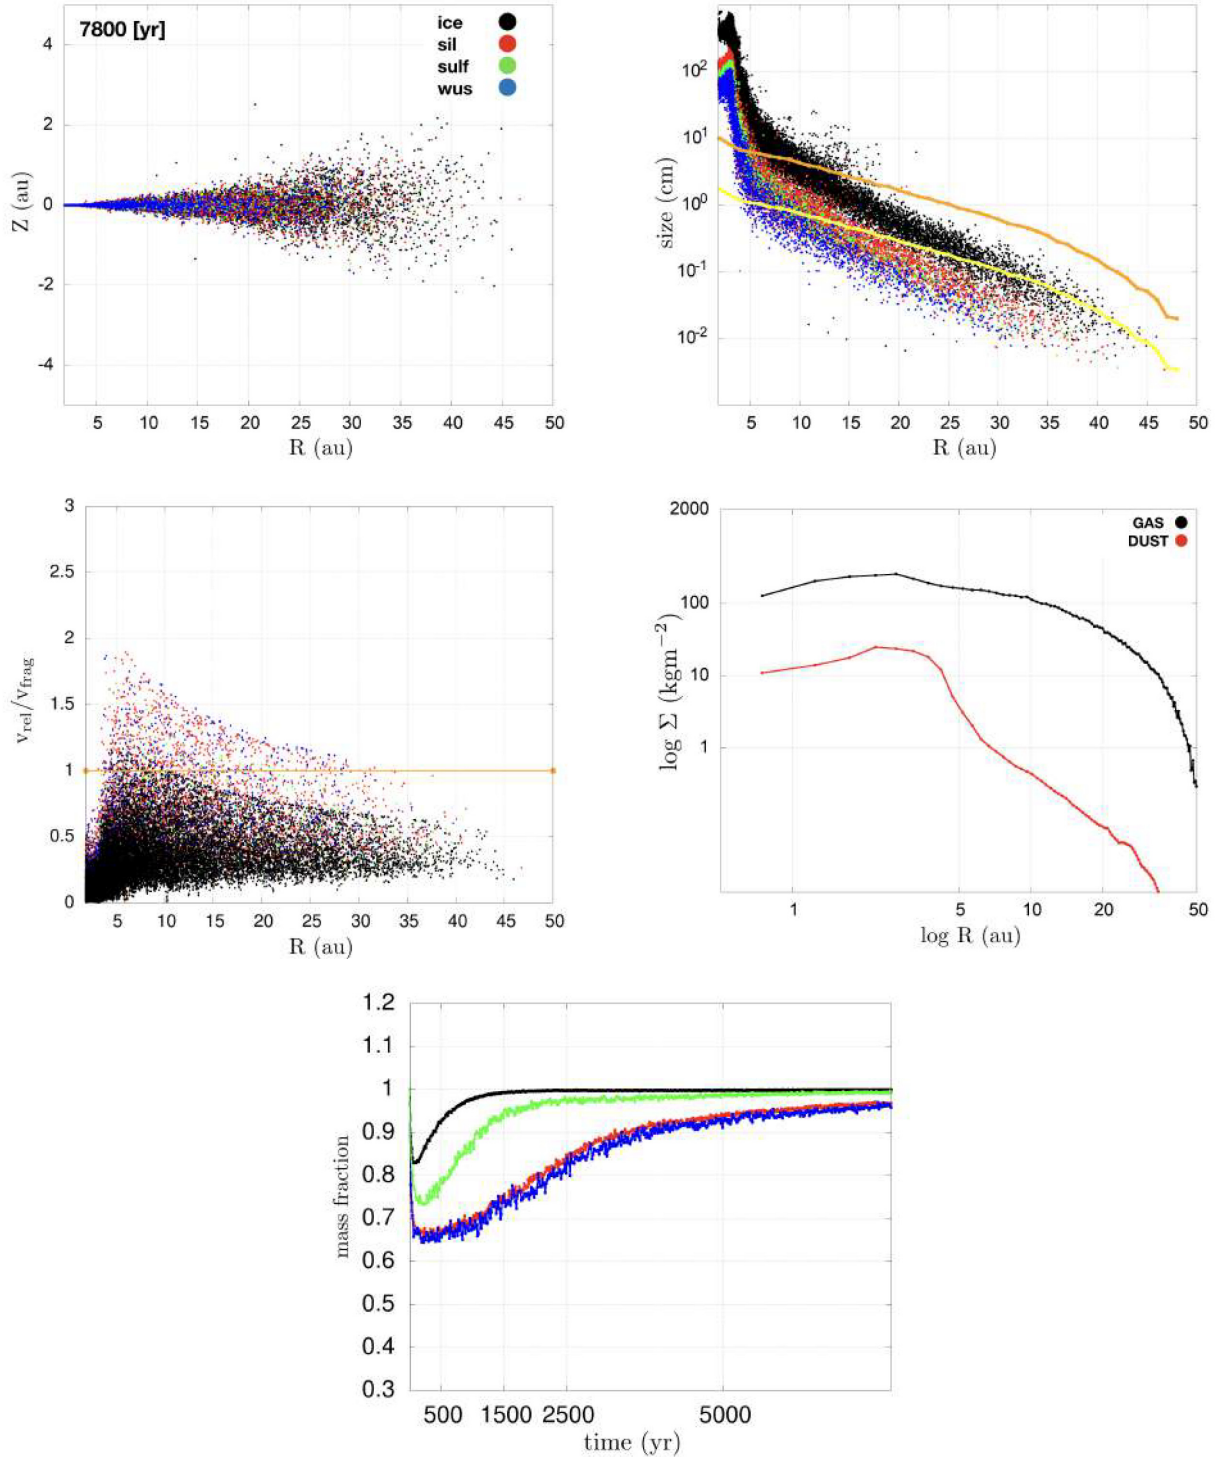 7800 [yr]
ice
sil
sulf
wus
4
2
0
-2
-4
Z (au)
5 10 15 20 25 30 35 40 45 50
R (au)
10²
10¹
10⁰
10⁻¹
10⁻²
size (cm)
5 10 15 20 25 30 35 40 45 50
R (au)
3
2.5
2
1.5
1
0.5
0
v_rel/v_frag
5 10 15 20 25 30 35 40 45 50
R (au)
2000
100
10
1
log Σ (kgm⁻²)
GAS
DUST
1 5 10 20 50
log R (au)
1.2
1.1
1
0.9
0.8
0.7
0.6
0.5
0.4
0.3
mass fraction
500 1500 2500 5000
time (yr)